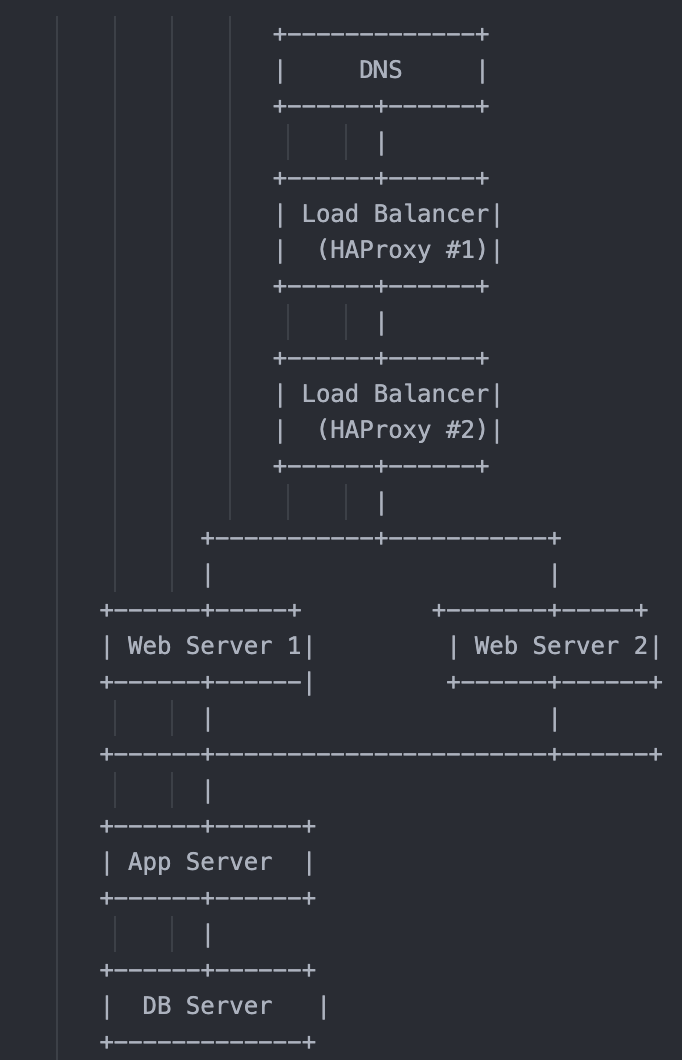 +-------------+
|     DNS     |
+------+------+
|
+------+------+
| Load Balancer|
|  (HAProxy #1)|
+------+------+
|
+------+------+
| Load Balancer|
|  (HAProxy #2)|
+------+------+
|
+-----------+-----------+
|                       |
+------+-----+         +-------+-----+
| Web Server 1|         | Web Server 2|
+------+------|         +------+------+
|                       |
+------+-----------------------+------+
|
+------+------+
| App Server  |
+------+------+
|
+------+------+
|  DB Server   |
+-------------+